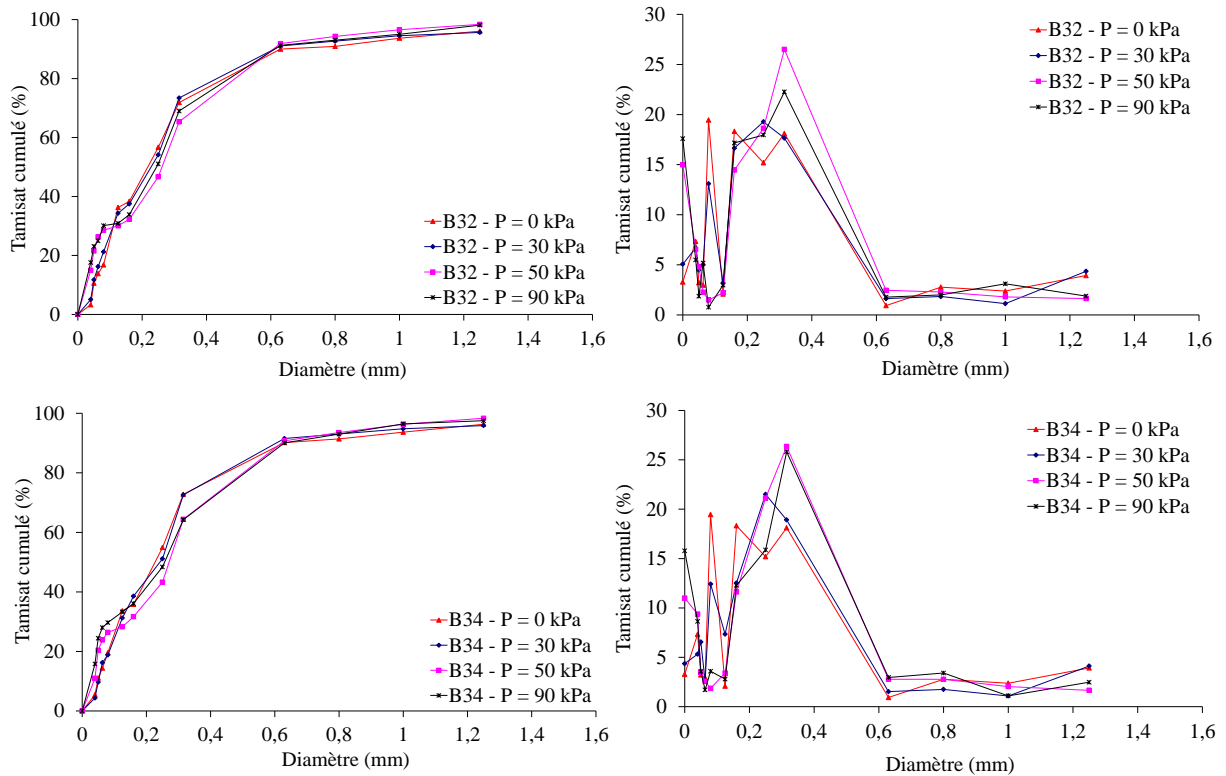 100
80
60
40
20
0
Tamisat cumulé (%)
B32 - P = 0 kPa
B32 - P = 30 kPa
B32 - P = 50 kPa
B32 - P = 90 kPa
0 0,2 0,4 0,6 0,8 1 1,2 1,4 1,6
Diamètre (mm)
30
25
20
15
10
5
0
Tamisat cumulé (%)
B32 - P = 0 kPa
B32 - P = 30 kPa
B32 - P = 50 kPa
B32 - P = 90 kPa
0 0,2 0,4 0,6 0,8 1 1,2 1,4 1,6
Diamètre (mm)
100
80
60
40
20
0
Tamisat cumulé (%)
B34 - P = 0 kPa
B34 - P = 30 kPa
B34 - P = 50 kPa
B34 - P = 90 kPa
0 0,2 0,4 0,6 0,8 1 1,2 1,4 1,6
Diamètre (mm)
30
25
20
15
10
5
0
Tamisat cumulé (%)
B34 - P = 0 kPa
B34 - P = 30 kPa
B34 - P = 50 kPa
B34 - P = 90 kPa
0 0,2 0,4 0,6 0,8 1 1,2 1,4 1,6
Diamètre (mm)